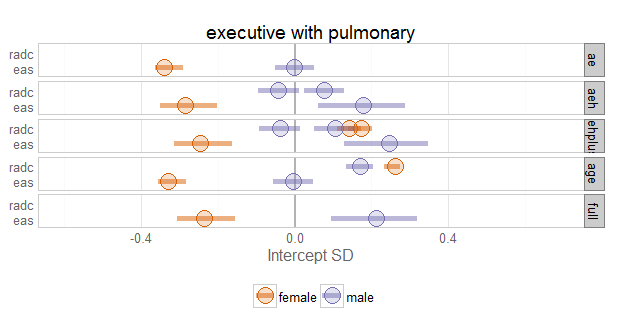 executive with pulmonary
radc
eas
ae
radc
eas
aeh
radc
eas
ehplus
radc
eas
age
radc
eas
full
-0.4 0.0 0.4
Intercept SD
female male